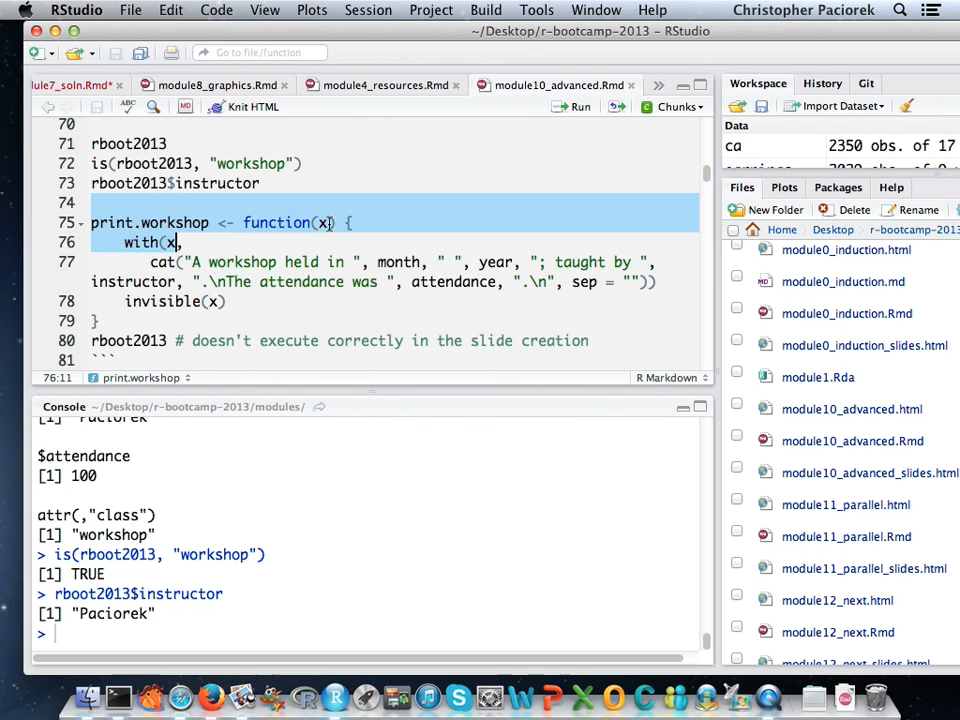 RStudio File Edit Code View Plots Session Project Build Tools Window Help Christopher Paciorek
~/Desktop/r-bootcamp-2013 - RStudio
Go to file/function
ule7_soln.Rmd* × module8_graphics.Rmd × module4_resources.Rmd × module10_advanced.Rmd × »
MD Knit HTML Run Chunks
70
71 rboot2013
72 is(rboot2013, "workshop")
73 rboot2013$instructor
74
75 print.workshop <- function(x) {
76 with(x,
77 cat("A workshop held in ", month, " ", year, "; taught by ",
instructor, ".\nThe attendance was ", attendance, ".\n", sep = ""))
78 invisible(x)
79 }
80 rboot2013 # doesn't execute correctly in the slide creation
81 ```
76:11 print.workshop R Markdown
Console ~/Desktop/r-bootcamp-2013/modules/
[1] "Paciorek"
$attendance
[1] 100
attr(,"class")
[1] "workshop"
> is(rboot2013, "workshop")
[1] TRUE
> rboot2013$instructor
[1] "Paciorek"
>
Workspace History Git
Import Dataset
Data
ca 2350 obs. of 17
Files Plots Packages Help
New Folder Delete Rename
Home Desktop r-bootcamp-201
module0_induction.html
module0_induction.md
module0_induction.Rmd
module0_induction_slides.html
module1.Rda
module10_advanced.html
module10_advanced.Rmd
module10_advanced_slides.html
module11_parallel.html
module11_parallel.Rmd
module11_parallel_slides.html
module12_next.html
module12_next.Rmd
module12_next_slides.html